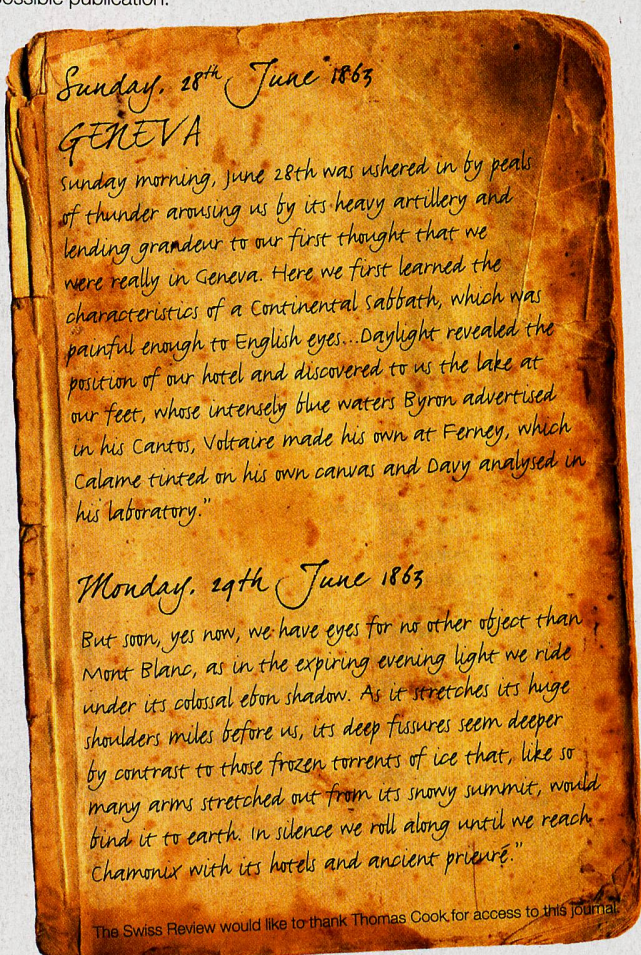 possible publication.
Sunday, 28th June 1863
GENEVA
Sunday morning, June 28th was ushered in by peals
of thunder arousing us by its heavy artillery and
lending grandeur to our first thought that we
were really in Geneva. Here we first learned the
characteristics of a Continental Sabbath, which was
painful enough to English eyes...Daylight revealed the
position of our hotel and discovered to us the lake at
our feet, whose intensely blue waters Byron advertised
in his Cantos, Voltaire made his own at Ferney, which
Calame tinted on his own canvas and Davy analysed in
his laboratory."
Monday, 29th June 1863
But soon, yes now, we have eyes for no other object than
Mont Blanc, as in the expiring evening light we ride
under its colossal ebon shadow. As it stretches its huge
shoulders miles before us, its deep fissures seem deeper
by contrast to those frozen torrents of ice that, like so
many arms stretched out from its snowy summit, would
bind it to earth. In silence we roll along until we reach
Chamonix with its hotels and ancient prieuré."
The Swiss Review would like to thank Thomas Cook for access to this journal.